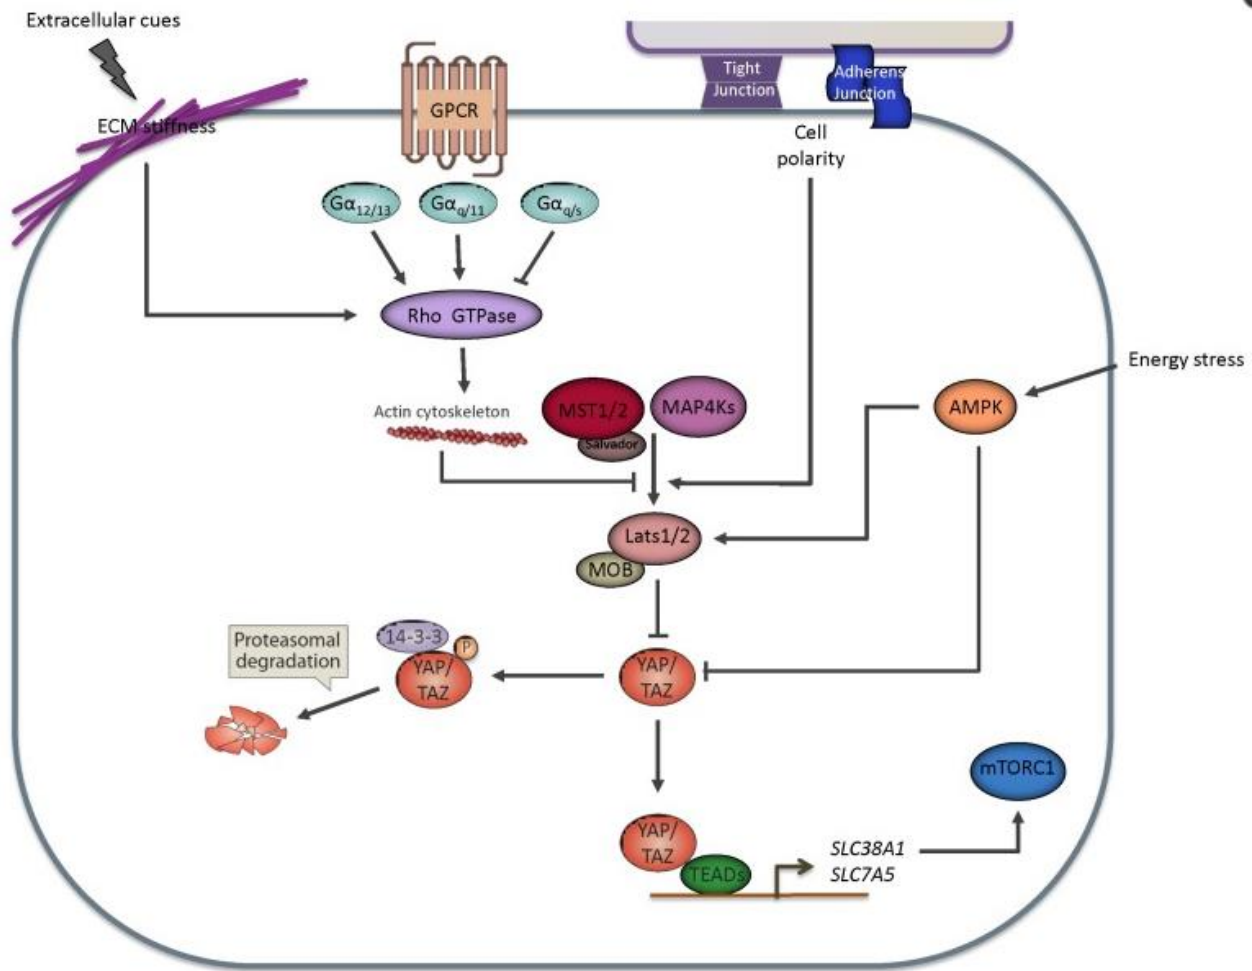 Extracellular cues
ECM stiffness
GPCR
Tight
Junction
Adherens
Junction
Cell
polarity
Gα12/13
Gαq/11
Gαq/s
Rho GTPase
Energy stress
Actin cytoskeleton
MST1/2
MAP4Ks
Salvador
AMPK
Lats1/2
MOB
Proteasomal
degradation
14-3-3
P
YAP/
TAZ
YAP/
TAZ
mTORC1
YAP/
TAZ
TEADs
SLC38A1
SLC7A5